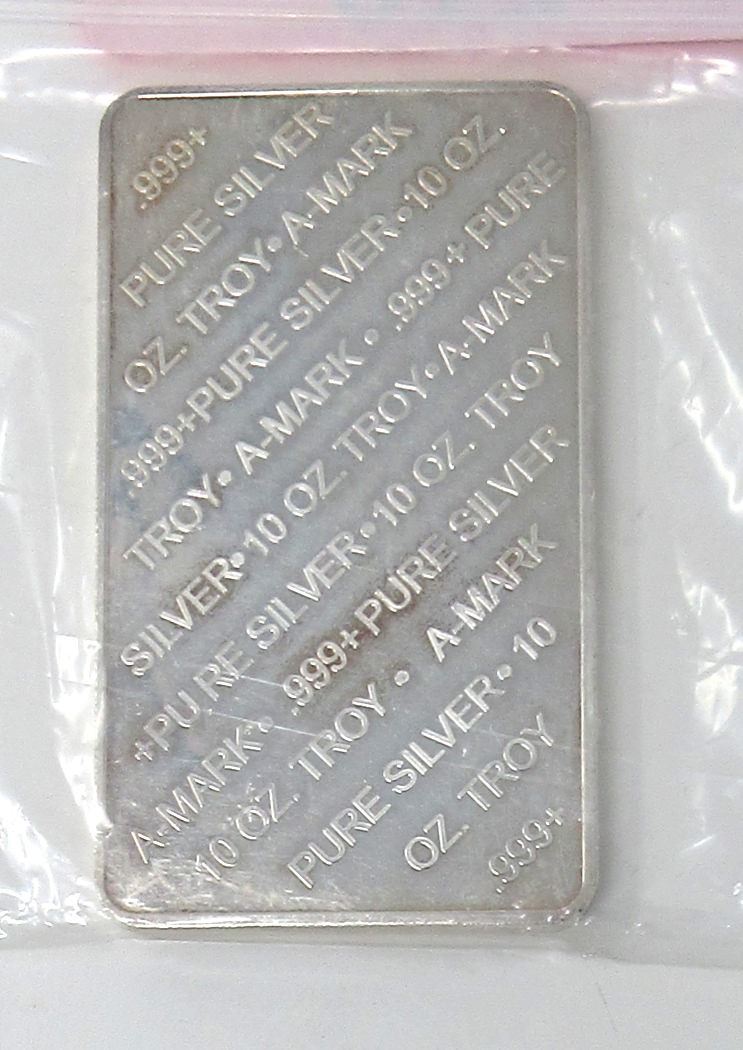 .999+
PURE SILVER
OZ. TROY • A-MARK
.999+PURE SILVER • 10 OZ.
TROY • A-MARK • .999+ PURE
SILVER • 10 OZ. TROY • A-MARK
+PURE SILVER • 10 OZ. TROY
A-MARK • .999+ PURE SILVER
10 OZ. TROY • A-MARK
PURE SILVER • 10
OZ. TROY
.999+